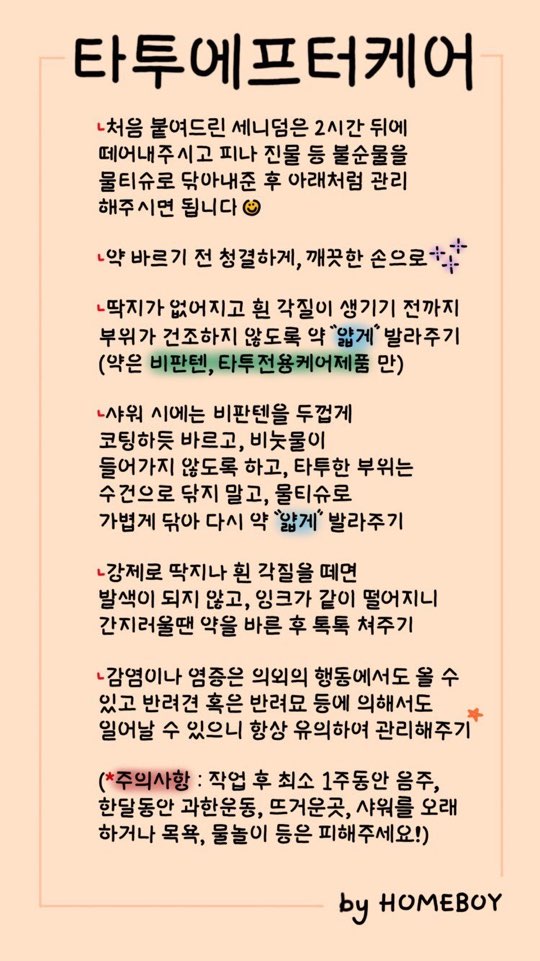 타투에프터케어
처음 붙여드린 세니덤은 2시간 뒤에
떼어내주시고 피나 진물 등 불순물을
물티슈로 닦아내준 후 아래처럼 관리
해주시면 됩니다
약 바르기 전 청결하게, 깨끗한 손으로
딱지가 없어지고 흰 각질이 생기기 전까지
부위가 건조하지 않도록 약 "얇게" 발라주기
(약은 비판텐, 타투전용케어제품 만)
샤워 시에는 비판텐을 두껍게
코팅하듯 바르고, 비눗물이
들어가지 않도록 하고, 타투한 부위는
수건으로 닦지 말고, 물티슈로
가볍게 닦아 다시 약 "얇게" 발라주기
강제로 딱지나 흰 각질을 떼면
발색이 되지 않고, 잉크가 같이 떨어지니
간지러울땐 약을 바른 후 톡톡 쳐주기
감염이나 염증은 의외의 행동에서도 올 수
있고 반려견 혹은 반려묘 등에 의해서도
일어날 수 있으니 항상 유의하여 관리해주기
(*주의사항 : 작업 후 최소 1주동안 음주,
한달동안 과한운동, 뜨거운곳, 샤워를 오래
하거나 목욕, 물놀이 등은 피해주세요!)
by HOMEBOY